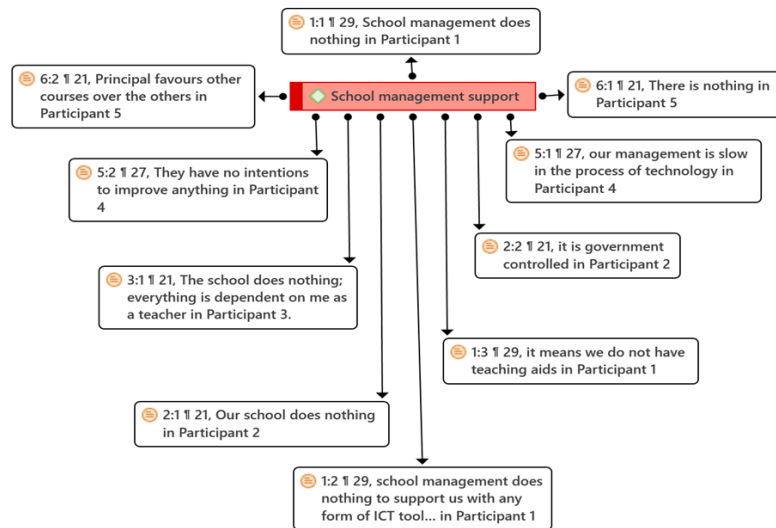 1:1 ¶ 29, School management does
nothing in Participant 1
6:2 ¶ 21, Principal favours other
courses over the others in
Participant 5
School management support
6:1 ¶ 21, There is nothing in
Participant 5
5:2 ¶ 27, They have no intentions
to improve anything in Participant
4
5:1 ¶ 27, our management is slow
in the process of technology in
Participant 4
2:2 ¶ 21, it is government
controlled in Participant 2
3:1 ¶ 21, The school does nothing;
everything is dependent on me as
a teacher in Participant 3.
1:3 ¶ 29, it means we do not have
teaching aids in Participant 1
2:1 ¶ 21, Our school does nothing
in Participant 2
1:2 ¶ 29, school management does
nothing to support us with any
form of ICT tool... in Participant 1